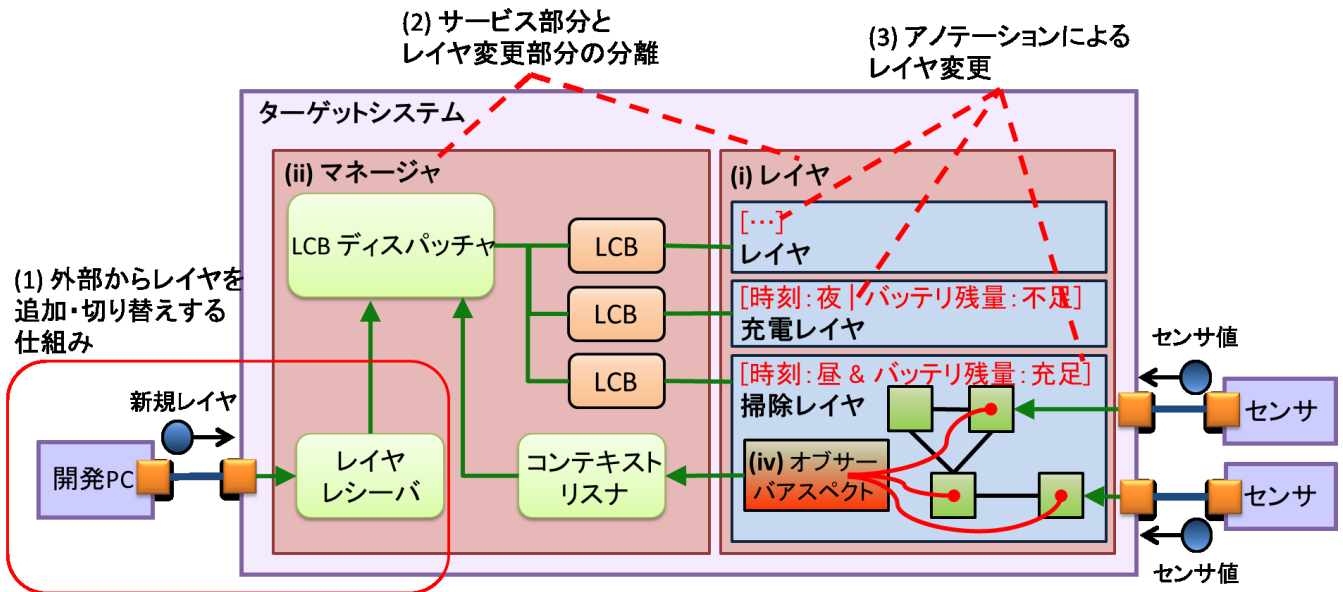 (2) サービス部分と
レイヤ変更部分の分離
(3) アノテーションによる
レイヤ変更
ターゲットシステム
(ii) マネージャ
(i) レイヤ
LCB ディスパッチャ
LCB
[…]
レイヤ
(1) 外部からレイヤを
追加・切り替えする
仕組み
LCB
[時刻：夜 | バッテリ残量：不足]
充電レイヤ
LCB
[時刻：昼 & バッテリ残量：充足]
掃除レイヤ
センサ値
センサ
新規レイヤ
開発PC
レイヤ
レシーバ
コンテキスト
リスナ
(iv) オブサー
バアスペクト
センサ
センサ値